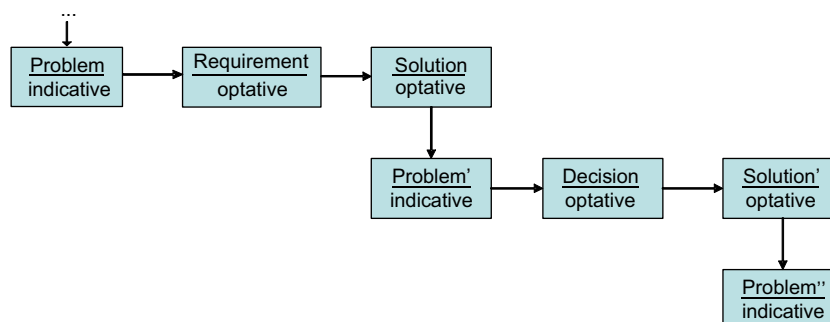 ...
Problem
indicative
Requirement
optative
Solution
optative
Problem'
indicative
Decision
optative
Solution'
optative
Problem''
indicative